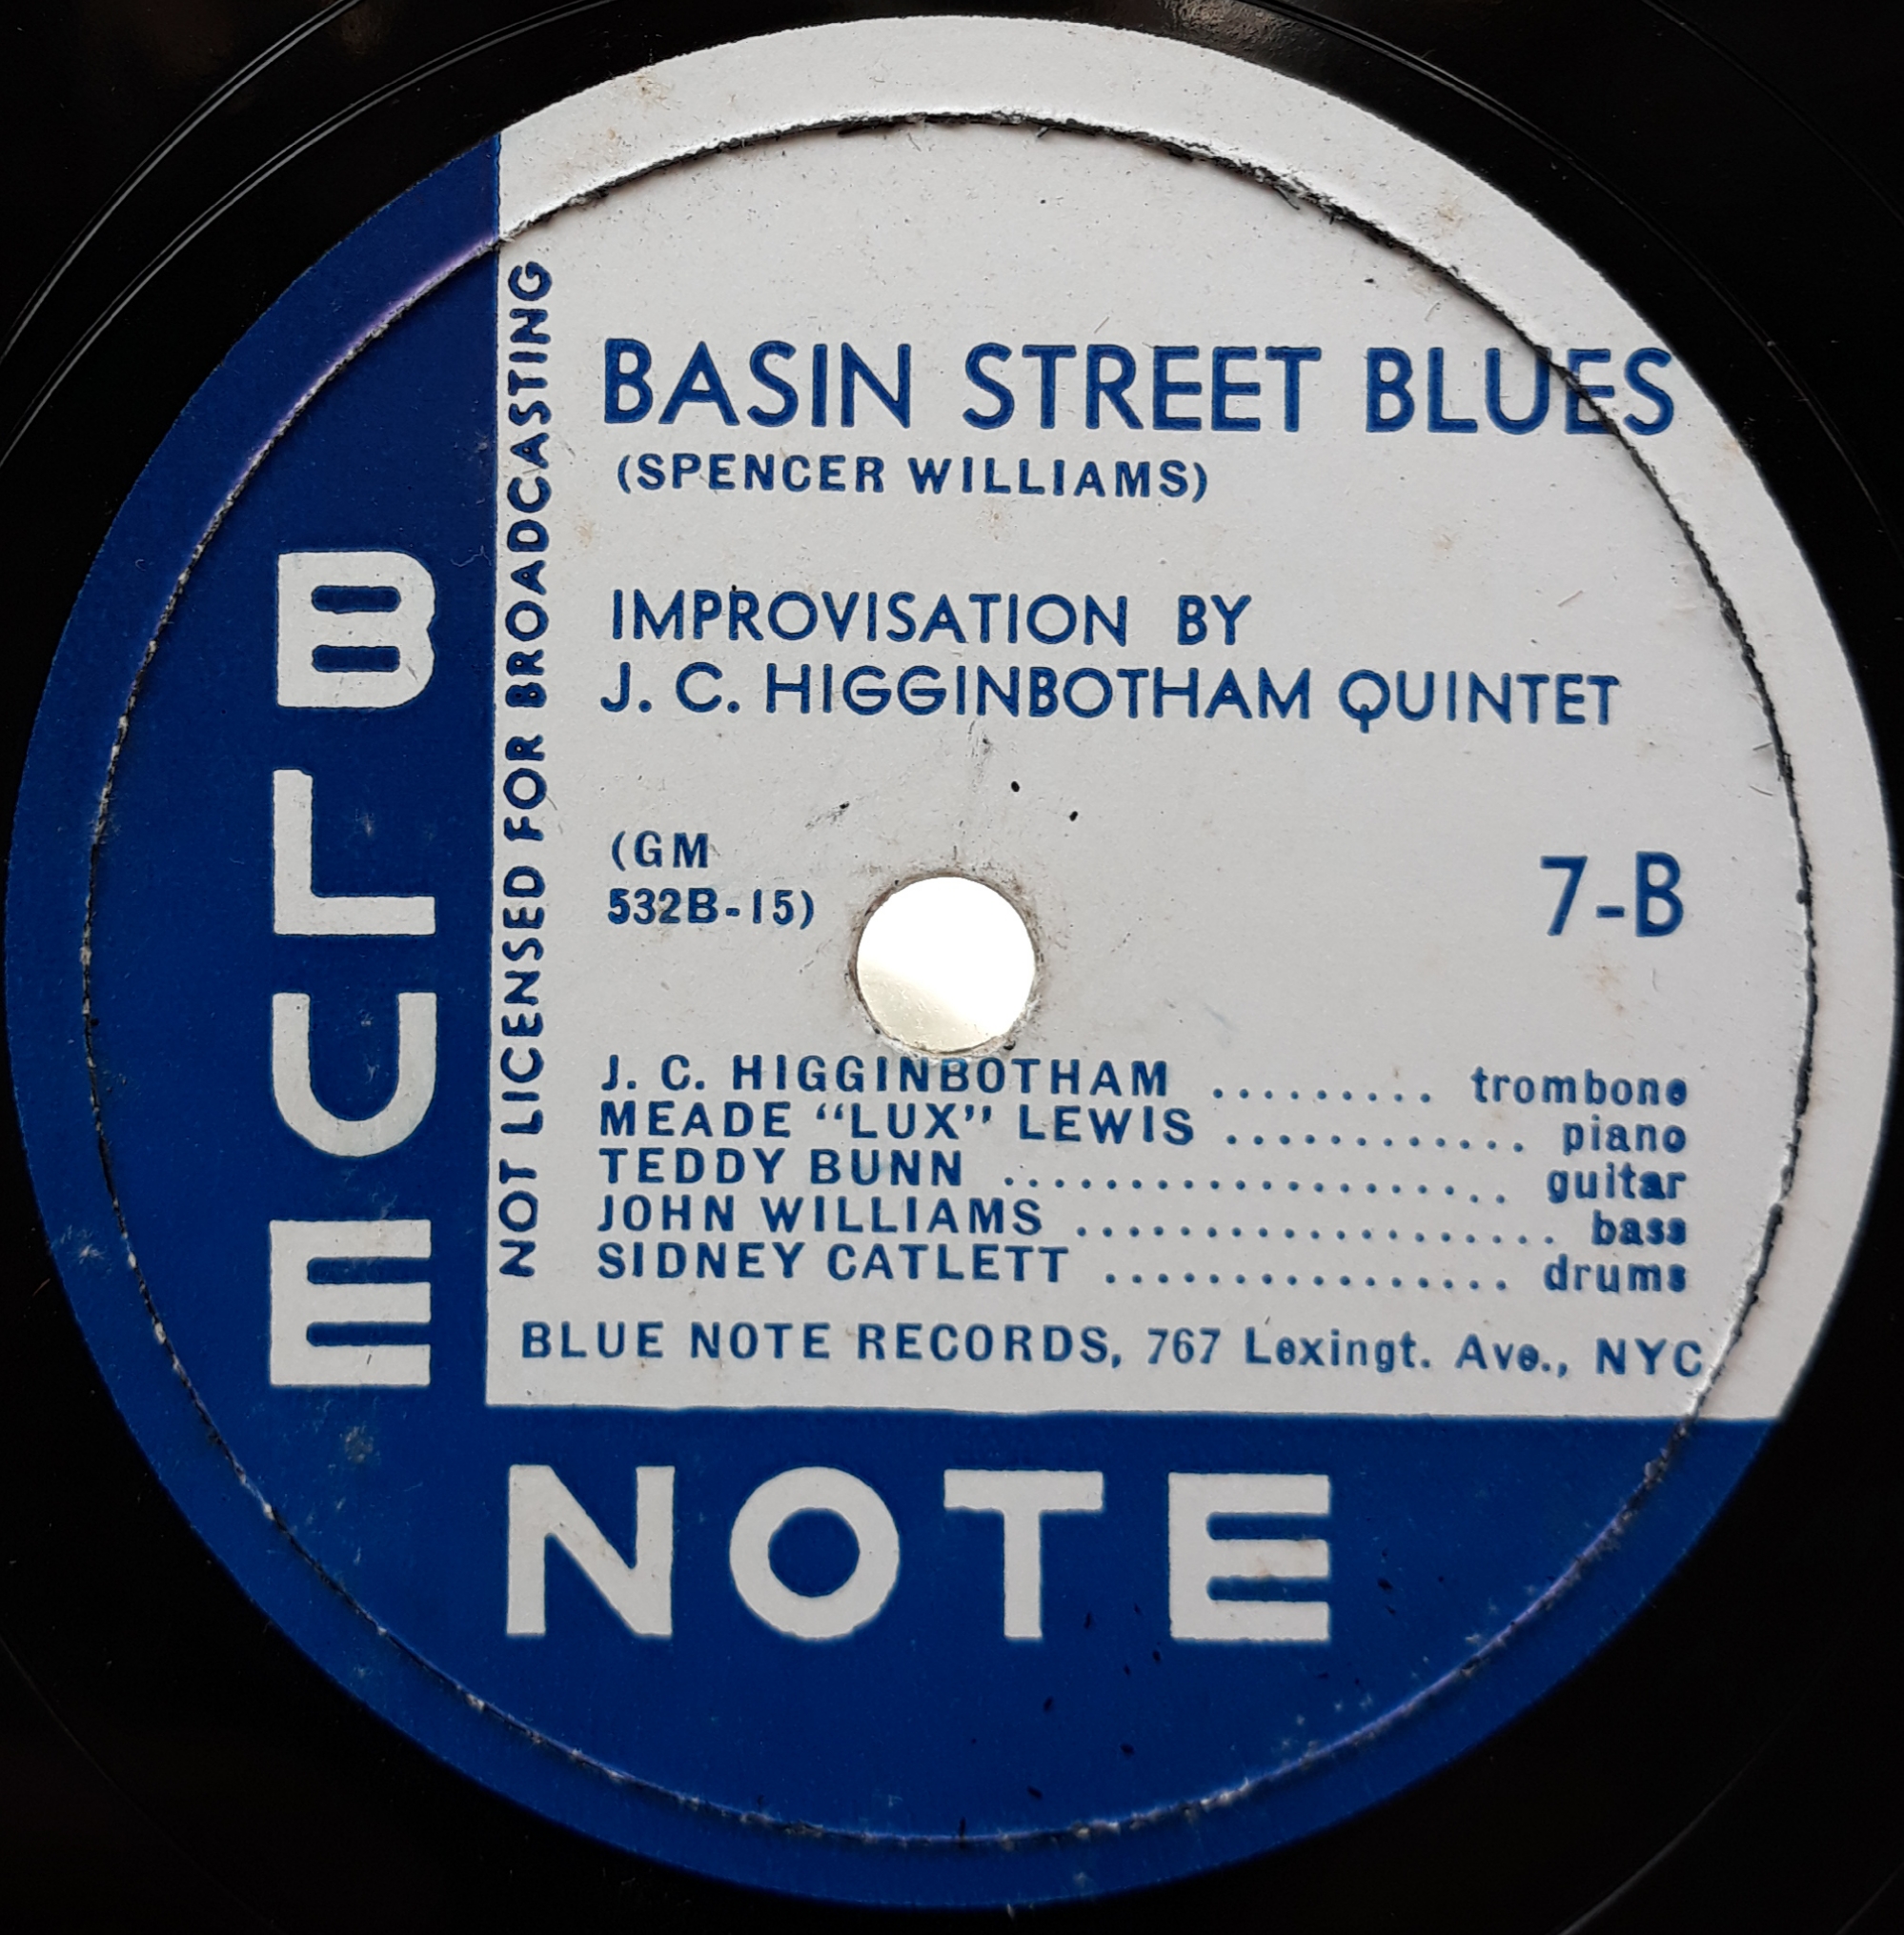 BLUE
NOT LICENSED FOR BROADCASTING
BASIN STREET BLUES
(SPENCER WILLIAMS)
IMPROVISATION BY
J. C. HIGGINBOTHAM QUINTET
(GM
532B-15)
7-B
J. C. HIGGINBOTHAM ......... trombone
MEADE “LUX” LEWIS ............ piano
TEDDY BUNN .................... guitar
JOHN WILLIAMS ................... bass
SIDNEY CATLETT ................ drums
BLUE NOTE RECORDS, 767 Lexingt. Ave., NYC
NOTE